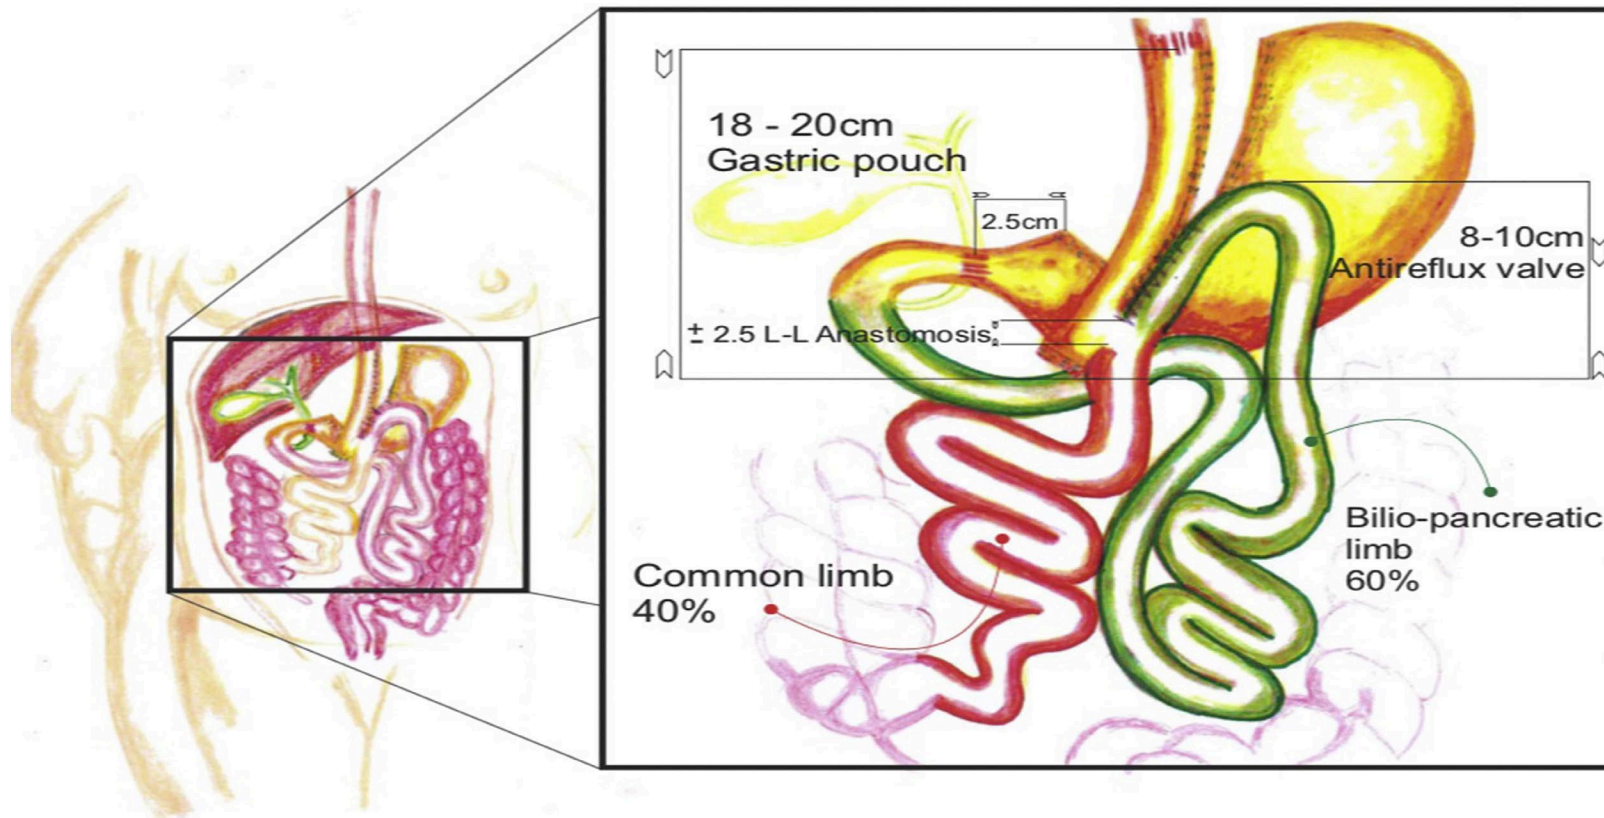 18 - 20cm
Gastric pouch
2.5cm
8-10cm
Antireflux valve
± 2.5 L-L Anastomosis
Bilio-pancreatic
limb
60%
Common limb
40%